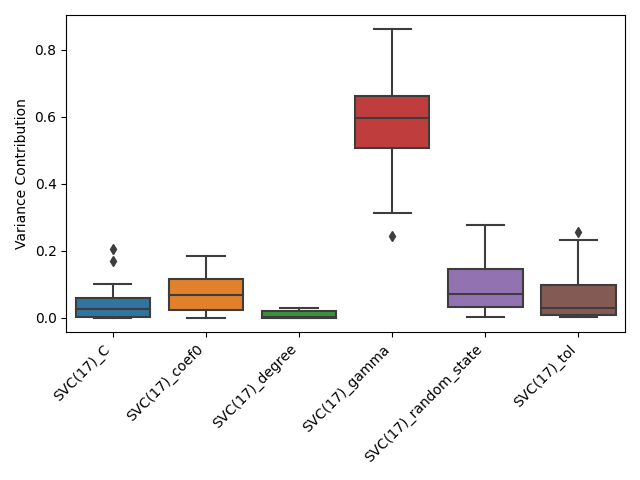 Variance Contribution
0.8
0.6
0.4
0.2
0.0
SVC(17)_C
SVC(17)_coef0
SVC(17)_degree
SVC(17)_gamma
SVC(17)_random_state
SVC(17)_tol